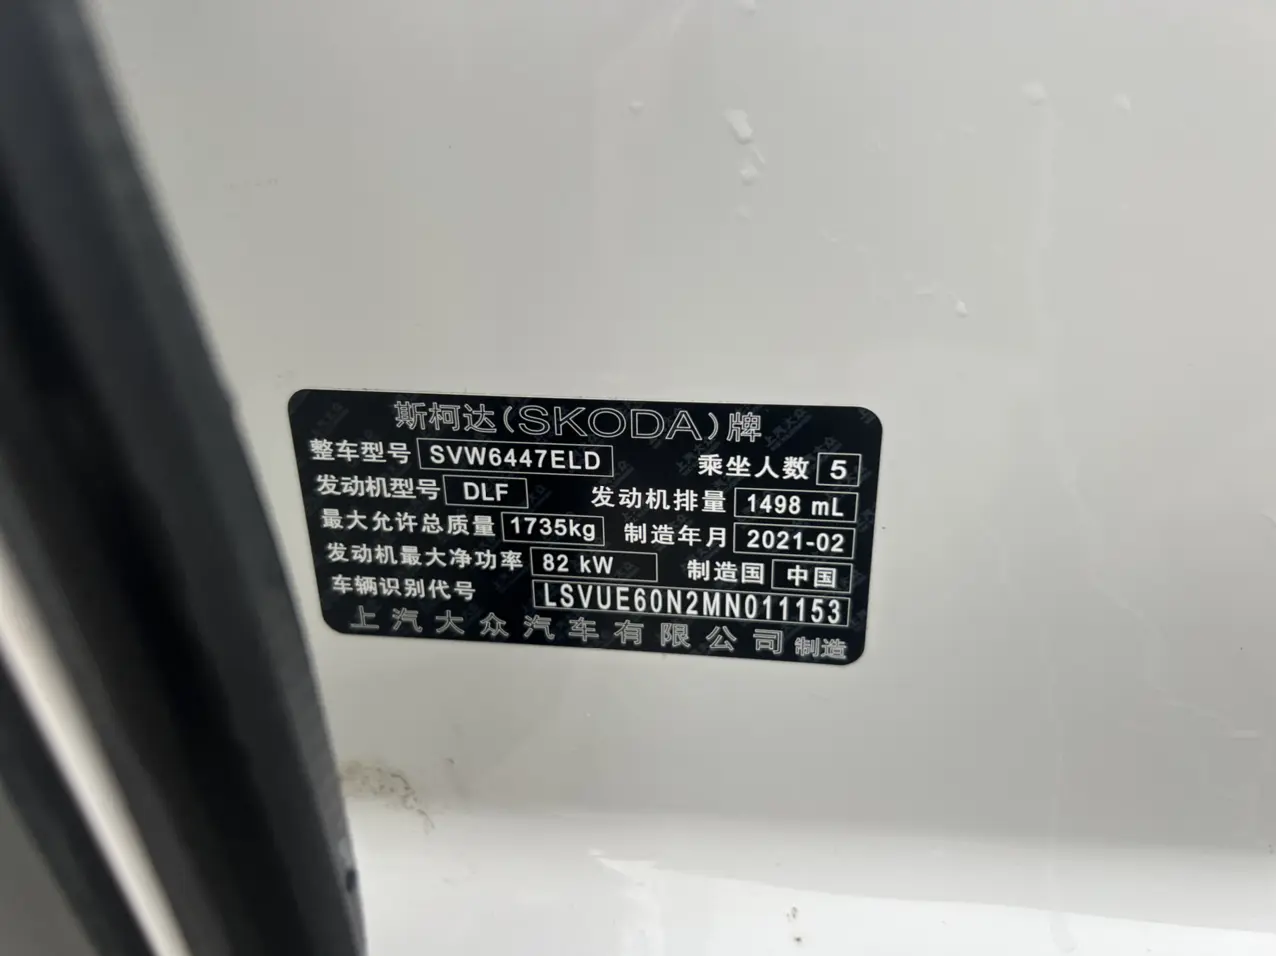 斯柯达(SKODA)牌
整车型号 SVW6447ELD 乘坐人数 5
发动机型号 DLF 发动机排量 1498 mL
最大允许总质量 1735kg 制造年月 2021-02
发动机最大净功率 82 kW 制造国 中国
车辆识别代号 LSVUE60N2MN011153
上汽大众汽车有限公司 制造